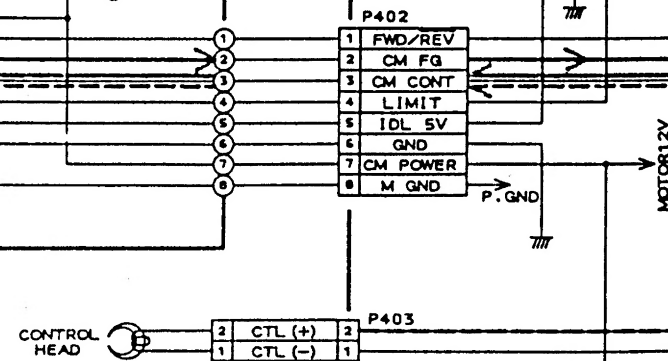 P402
1 1 FWD/REV
2 2 CM FG
3 3 CM CONT
4 4 LIMIT
5 5 IDL 5V
6 6 GND
7 7 CM POWER
8 8 M GND
P.GND
MOTOR12V
P403
CONTROL
HEAD
2 CTL (+) 2
1 CTL (-) 1